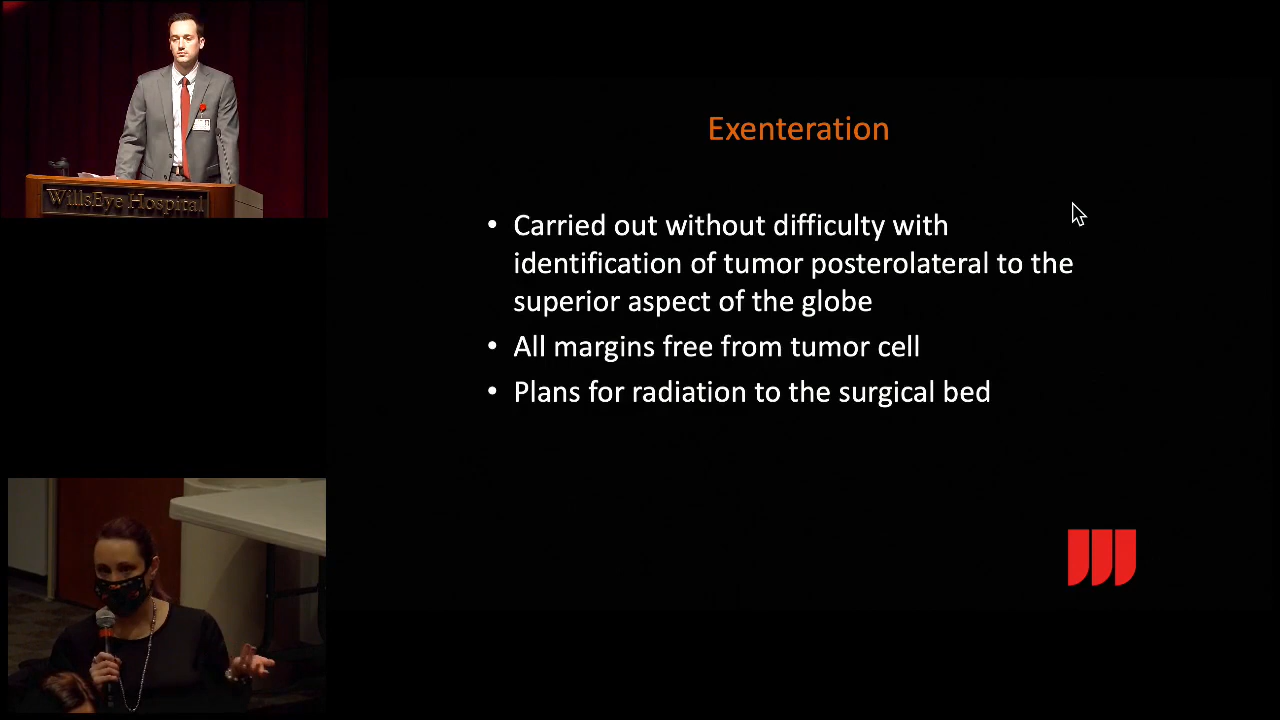 WillsEye Hospital
Exenteration
• Carried out without difficulty with
identification of tumor posterolateral to the
superior aspect of the globe
• All margins free from tumor cell
• Plans for radiation to the surgical bed